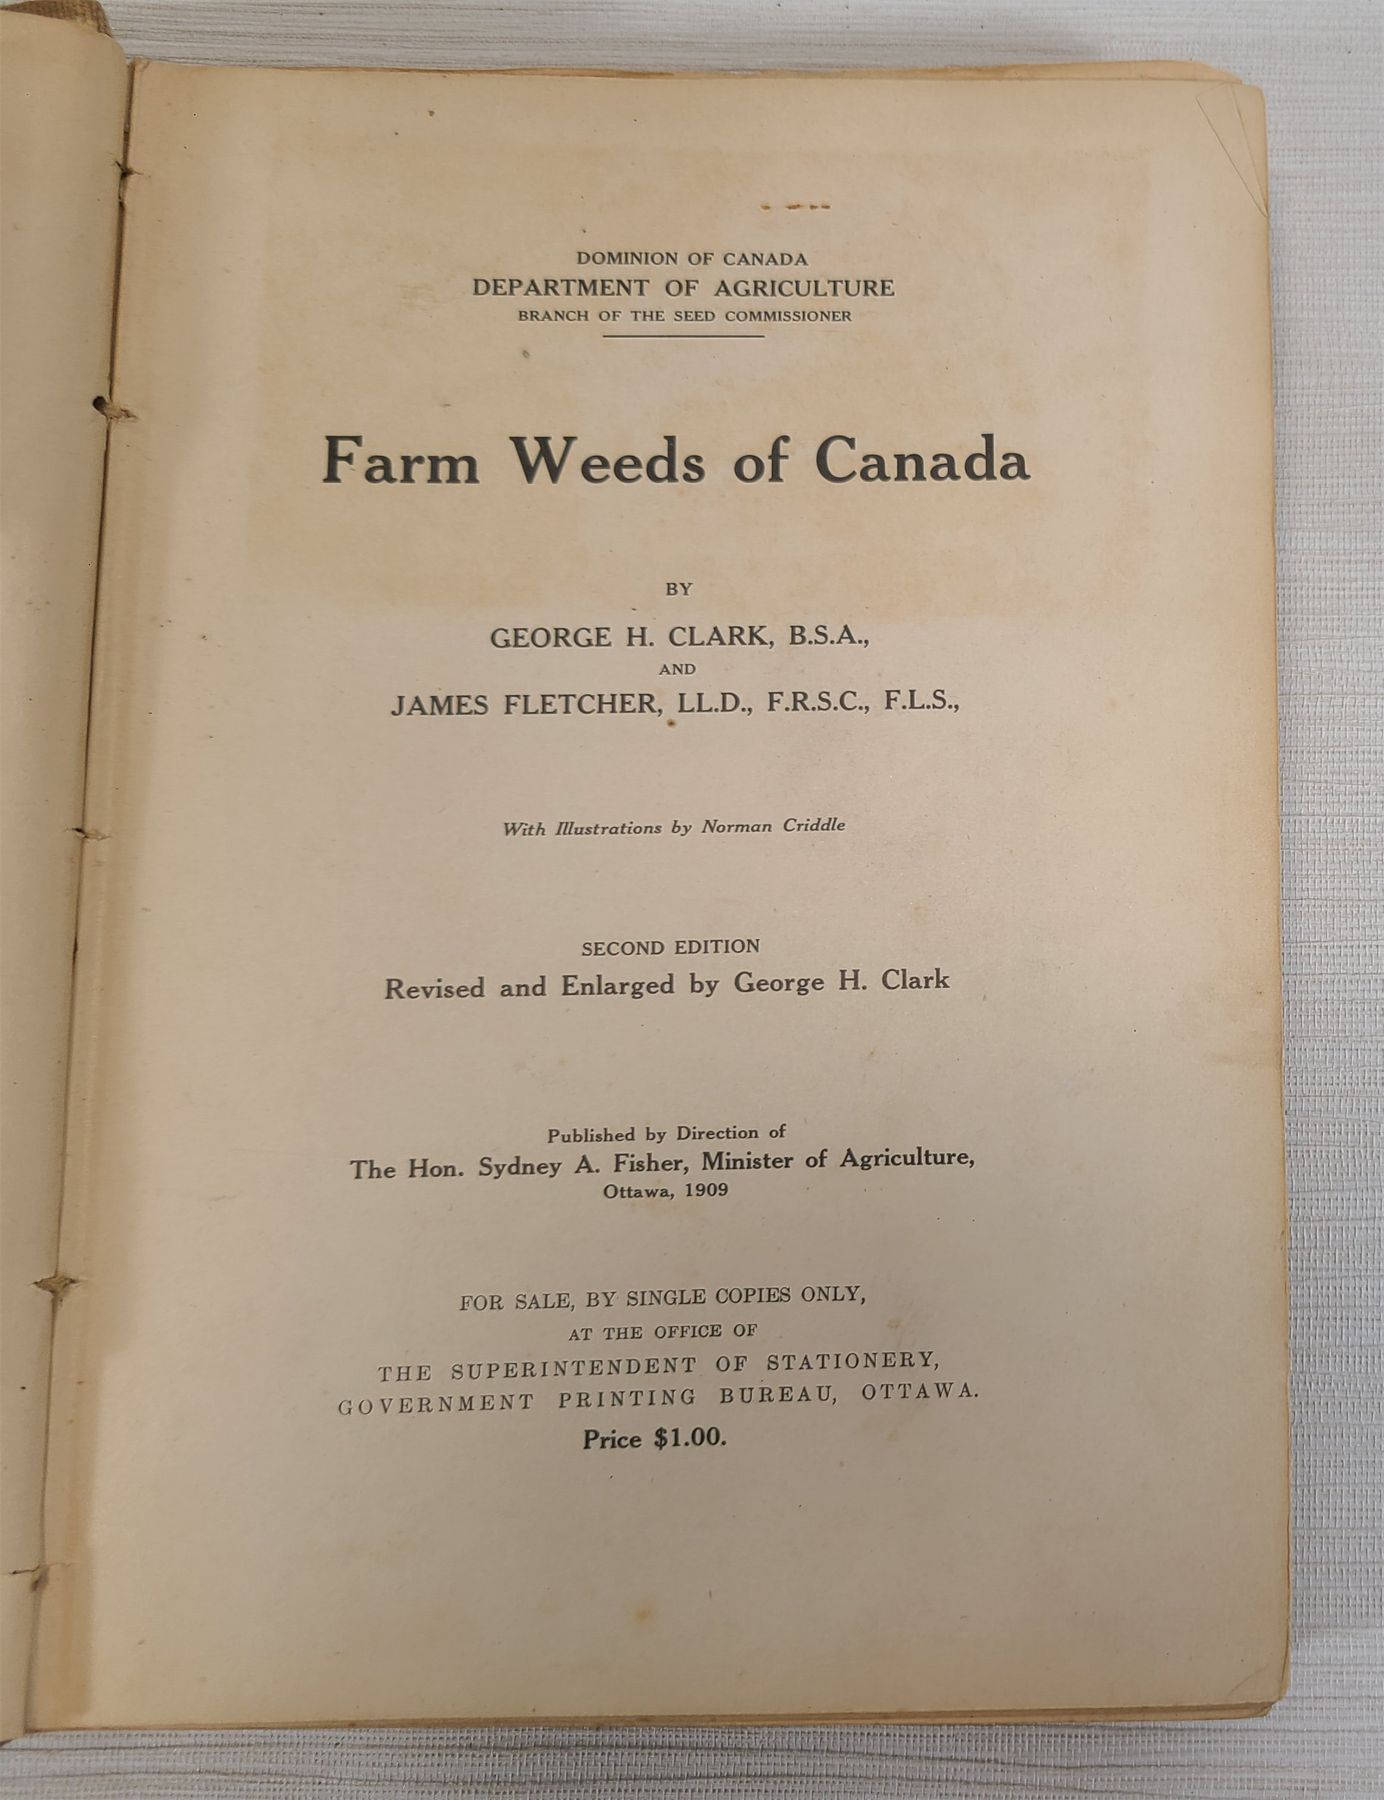 DOMINION OF CANADA
DEPARTMENT OF AGRICULTURE
BRANCH OF THE SEED COMMISSIONER
Farm Weeds of Canada
BY
GEORGE H. CLARK, B.S.A.,
AND
JAMES FLETCHER, LL.D., F.R.S.C., F.L.S.,
With Illustrations by Norman Criddle
SECOND EDITION
Revised and Enlarged by George H. Clark
Published by Direction of
The Hon. Sydney A. Fisher, Minister of Agriculture,
Ottawa, 1909
FOR SALE, BY SINGLE COPIES ONLY,
AT THE OFFICE OF
THE SUPERINTENDENT OF STATIONERY,
GOVERNMENT PRINTING BUREAU, OTTAWA.
Price $1.00.